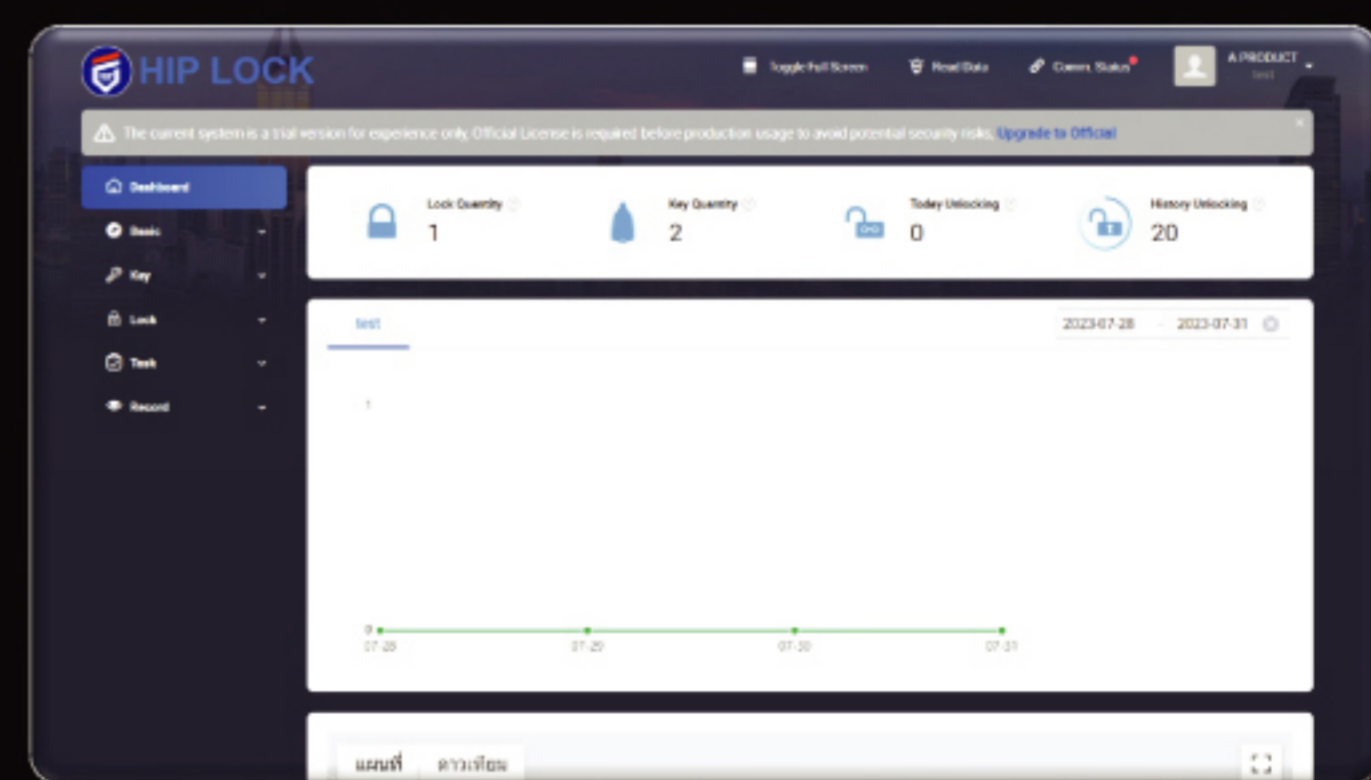 HIP LOCK
Toggle Full Screen
Read Data
Comm. Status
A PRODUCT
test
The current system is a trial version for experience only, Official License is required before production usage to avoid potential security risks, Upgrade to Official
Dashboard
Basic
Key
Lock
Task
Record
Lock Quantity
1
Key Quantity
2
Today Unlocking
0
History Unlocking
20
test
2023-07-28 - 2023-07-31
1
0
07-28 07-29 07-30 07-31
แผนที่ ดาวเทียม